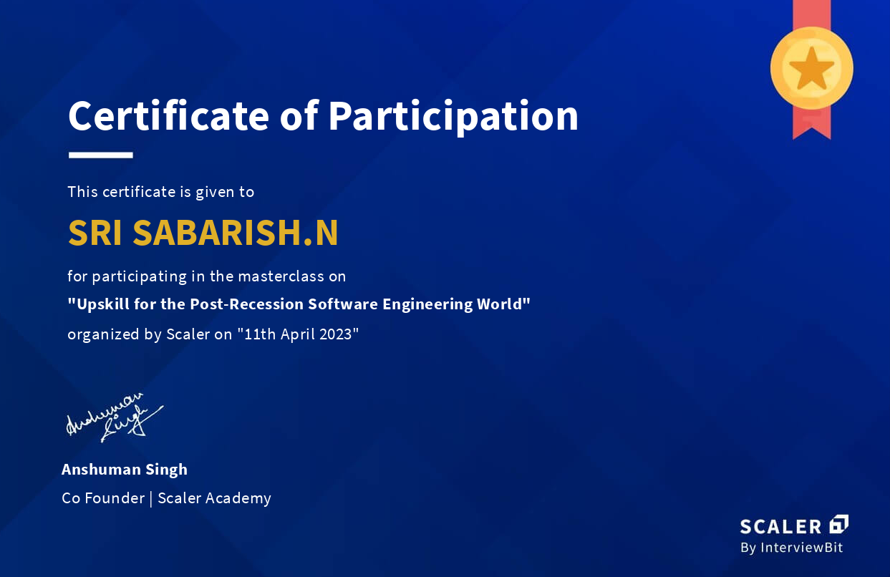 Certificate of Participation
This certificate is given to
SRI SABARISH.N
for participating in the masterclass on
"Upskill for the Post-Recession Software Engineering World"
organized by Scaler on "11th April 2023"
Anshuman
Singh
Anshuman Singh
Co Founder | Scaler Academy
SCALER
By InterviewBit